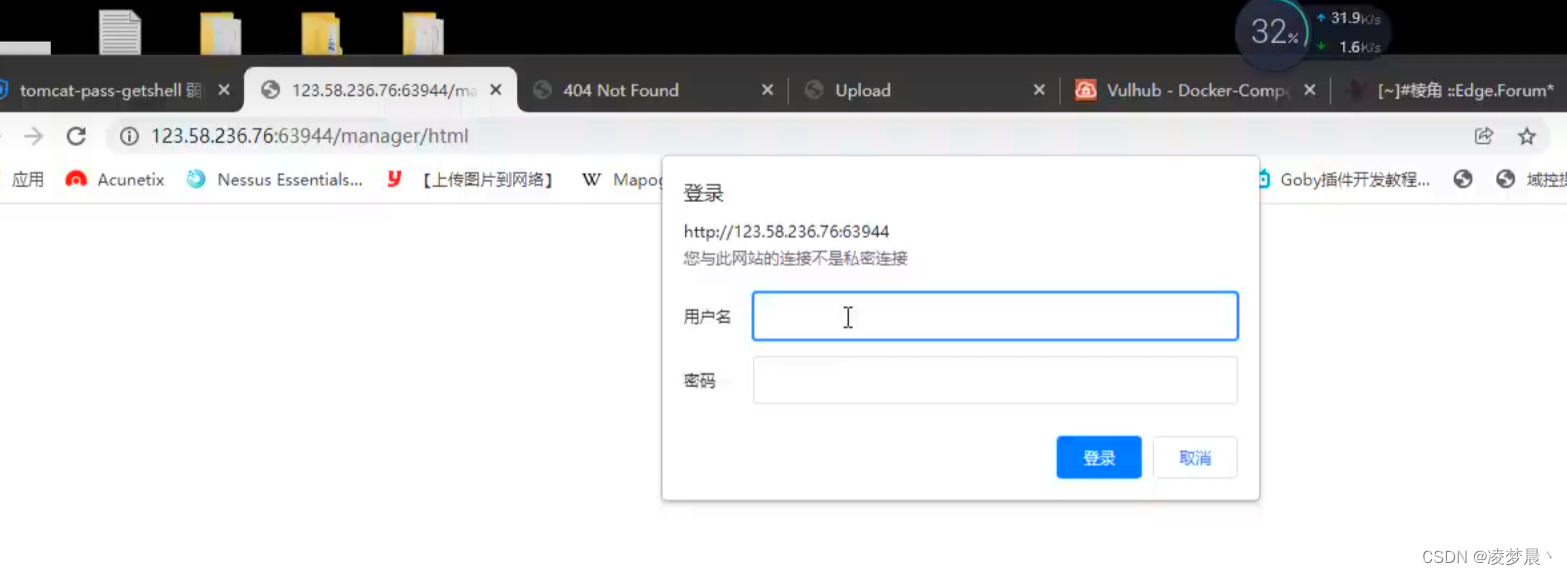 32%
31.9K/s
1.6K/s
tomcat-pass-getshell 弱
123.58.236.76:63944/ma
404 Not Found
Upload
Vulhub - Docker-Comp
[~]#棱角 ::Edge.Forum*
123.58.236.76:63944/manager/html
应用
Acunetix
Nessus Essentials...
【上传图片到网络】
Goby插件开发教程...
登录
http://123.58.236.76:63944
您与此网站的连接不是私密连接
用户名
密码
登录
取消
CSDN @凌梦晨丶